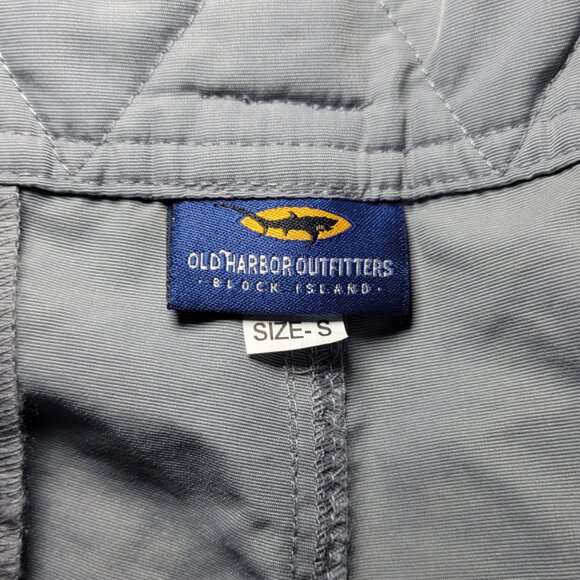 OLD HARBOR OUTFITTERS
· BLOCK ISLAND ·
SIZE- S